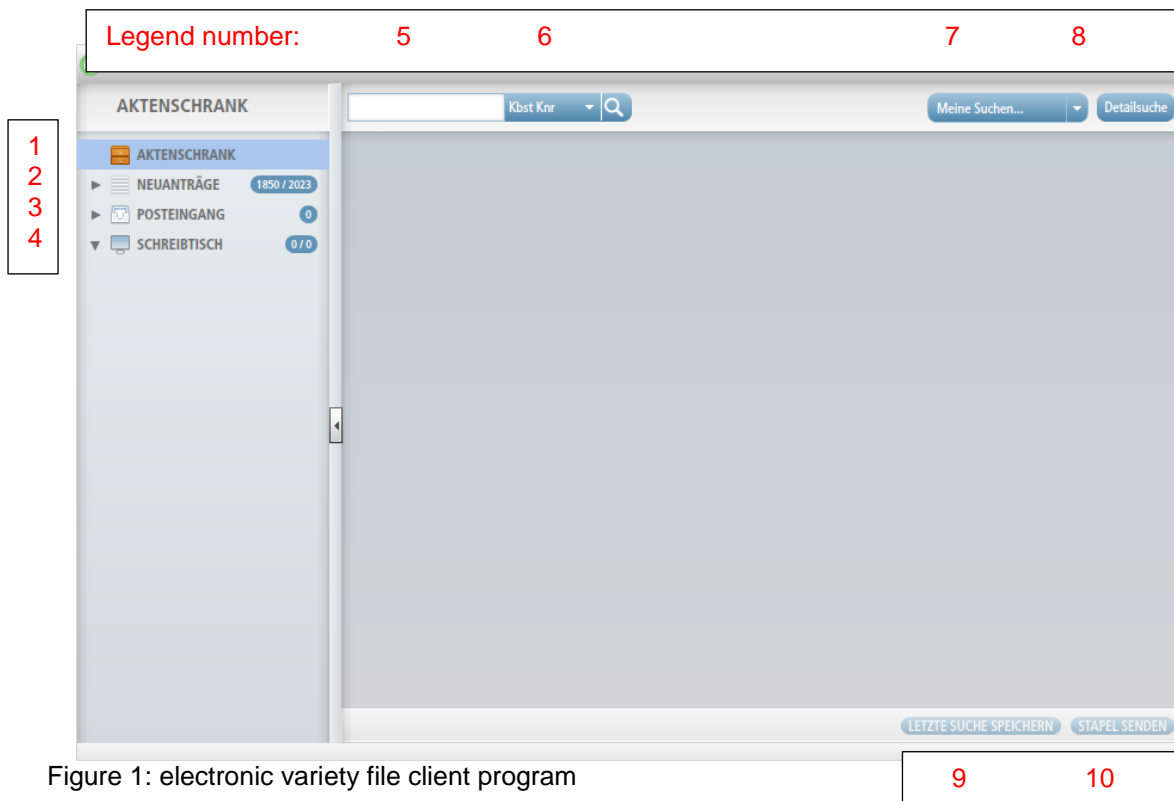 Legend number: 5 6 7 8
AKTENSCHRANK Kbst Knr Meine Suchen... Detailsuche
1 AKTENSCHRANK
2 NEUANTRÄGE 1850 / 2023
3 POSTEINGANG 0
4 SCHREIBTISCH 0 / 0
LETZTE SUCHE SPEICHERN STAPEL SENDEN
Figure 1: electronic variety file client program 9 10